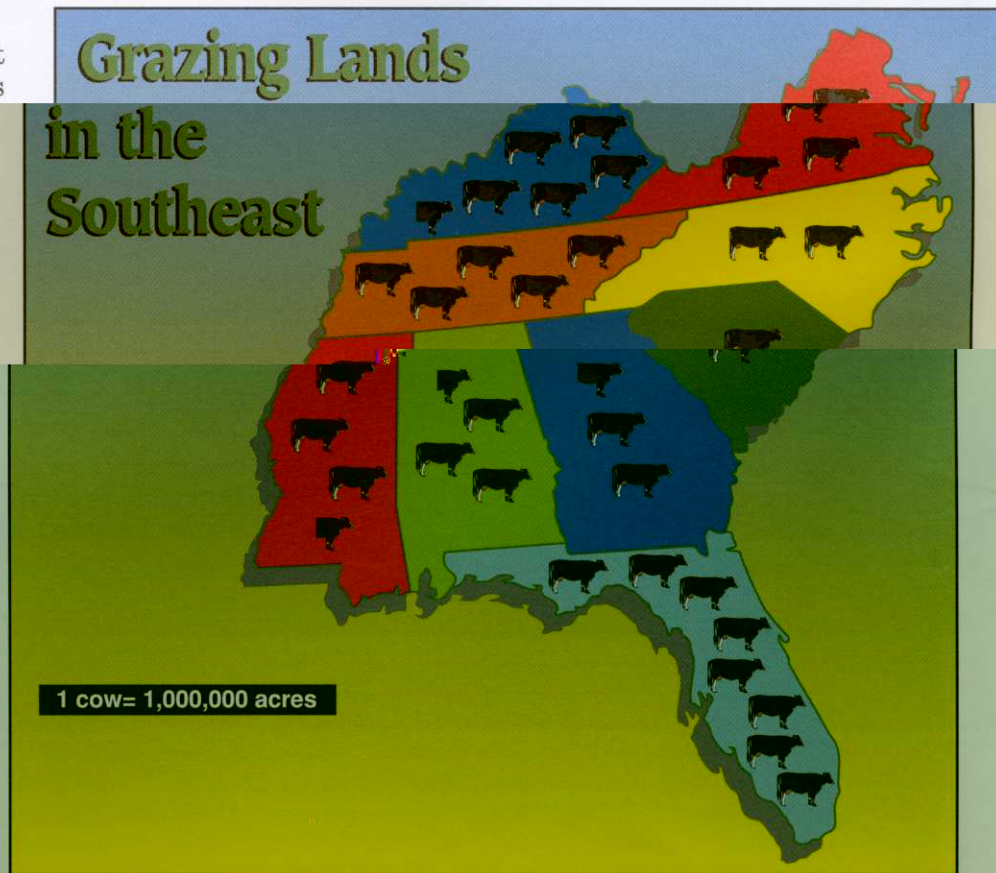 Grazing Lands
in the
Southeast
1 cow= 1,000,000 acres